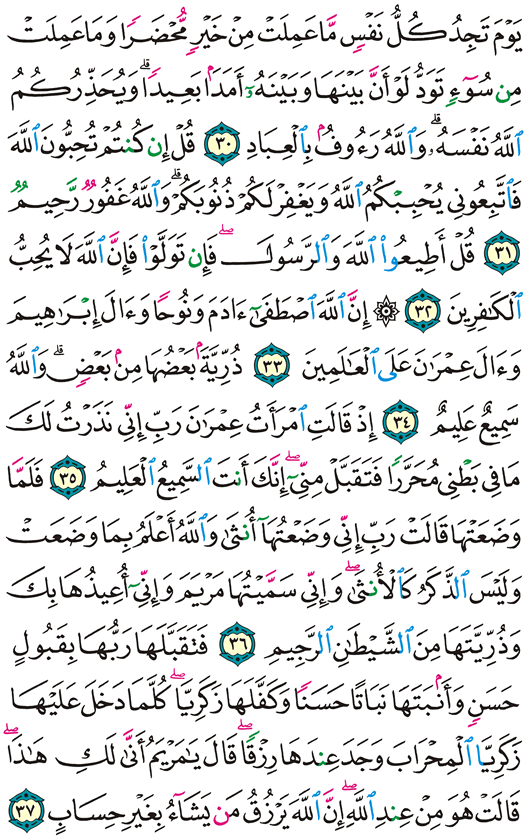 يَوْمَ تَجِدُ كُلُّ نَفْسٍ مَّا عَمِلَتْ مِنْ خَيْرٍ مُّحْضَرًا وَمَا عَمِلَتْ
مِن سُوٓءٍ تَوَدُّ لَوْ أَنَّ بَيْنَهَا وَبَيْنَهُۥٓ أَمَدًۢا بَعِيدًا ۗ وَيُحَذِّرُكُمُ
ٱللَّهُ نَفْسَهُۥ ۗ وَٱللَّهُ رَءُوفٌۢ بِٱلْعِبَادِ ٣٠ قُلْ إِن كُنتُمْ تُحِبُّونَ ٱللَّهَ
فَٱتَّبِعُونِى يُحْبِبْكُمُ ٱللَّهُ وَيَغْفِرْ لَكُمْ ذُنُوبَكُمْ ۗ وَٱللَّهُ غَفُورٌ رَّحِيمٌ
٣١ قُلْ أَطِيعُوا۟ ٱللَّهَ وَٱلرَّسُولَ ۖ فَإِن تَوَلَّوْا۟ فَإِنَّ ٱللَّهَ لَا يُحِبُّ
ٱلْكَـٰفِرِينَ ٣٢ ۞ إِنَّ ٱللَّهَ ٱصْطَفَىٰٓ ءَادَمَ وَنُوحًا وَءَالَ إِبْرَٰهِيمَ
وَءَالَ عِمْرَٰنَ عَلَى ٱلْعَـٰلَمِينَ ٣٣ ذُرِّيَّةًۢ بَعْضُهَا مِنۢ بَعْضٍ ۗ وَٱللَّهُ
سَمِيعٌ عَلِيمٌ ٣٤ إِذْ قَالَتِ ٱمْرَأَتُ عِمْرَٰنَ رَبِّ إِنِّى نَذَرْتُ لَكَ
مَا فِى بَطْنِى مُحَرَّرًا فَتَقَبَّلْ مِنِّىٓ ۖ إِنَّكَ أَنتَ ٱلسَّمِيعُ ٱلْعَلِيمُ ٣٥ فَلَمَّا
وَضَعَتْهَا قَالَتْ رَبِّ إِنِّى وَضَعْتُهَآ أُنثَىٰ وَٱللَّهُ أَعْلَمُ بِمَا وَضَعَتْ
وَلَيْسَ ٱلذَّكَرُ كَٱلْأُنثَىٰ ۖ وَإِنِّى سَمَّيْتُهَا مَرْيَمَ وَإِنِّىٓ أُعِيذُهَا بِكَ
وَذُرِّيَّتَهَا مِنَ ٱلشَّيْطَـٰنِ ٱلرَّجِيمِ ٣٦ فَتَقَبَّلَهَا رَبُّهَا بِقَبُولٍ
حَسَنٍ وَأَنۢبَتَهَا نَبَاتًا حَسَنًا وَكَفَّلَهَا زَكَرِيَّا ۖ كُلَّمَا دَخَلَ عَلَيْهَا
زَكَرِيَّا ٱلْمِحْرَابَ وَجَدَ عِندَهَا رِزْقًا ۖ قَالَ يَـٰمَرْيَمُ أَنَّىٰ لَكِ هَـٰذَا ۖ
قَالَتْ هُوَ مِنْ عِندِ ٱللَّهِ ۖ إِنَّ ٱللَّهَ يَرْزُقُ مَن يَشَآءُ بِغَيْرِ حِسَابٍ ٣٧